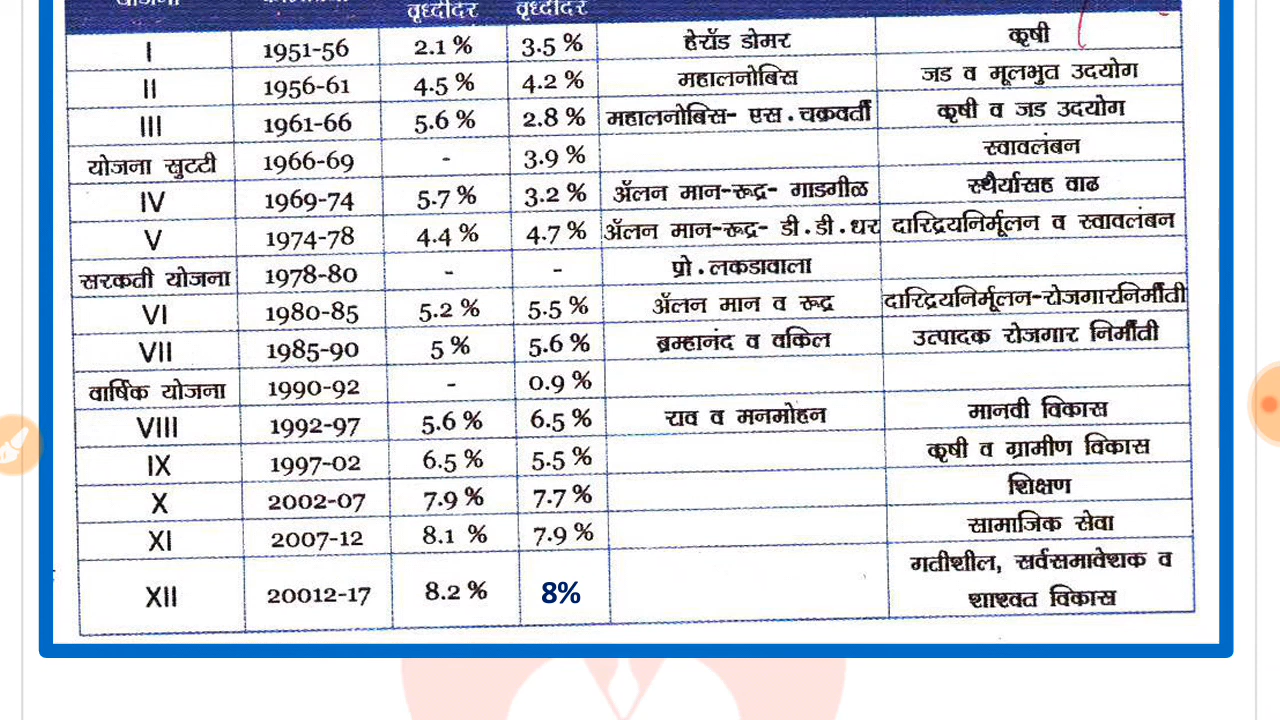 वृध्दीदर वृध्दीदर
I 1951-56 2.1 % 3.5 % हेरॉड डोमर कृषी
II 1956-61 4.5 % 4.2 % महालनोबिस जड व मूलभुत उदयोग
III 1961-66 5.6 % 2.8 % महालनोबिस- एस.चक्रवर्ती कृषी व जड उदयोग
योजना सुटटी 1966-69 - 3.9 % स्वावलंबन
IV 1969-74 5.7 % 3.2 % ॲलन मान-रूद्र- गाडगीळ स्थैर्यासह वाढ
V 1974-78 4.4 % 4.7 % ॲलन मान-रूद्र- डी.डी.धर दारिद्रयनिर्मूलन व स्वावलंबन
सरकती योजना 1978-80 - - प्रो.लकडावाला
VI 1980-85 5.2 % 5.5 % ॲलन मान व रूद्र दारिद्रयनिर्मूलन-रोजगारनिर्मीती
VII 1985-90 5 % 5.6 % ब्रम्हानंद व वकिल उत्पादक रोजगार निर्मीती
वार्षिक योजना 1990-92 - 0.9 %
VIII 1992-97 5.6 % 6.5 % राव व मनमोहन मानवी विकास
IX 1997-02 6.5 % 5.5 % कृषी व ग्रामीण विकास
X 2002-07 7.9 % 7.7 % शिक्षण
XI 2007-12 8.1 % 7.9 % सामाजिक सेवा
XII 20012-17 8.2 % 8% गतीशील, सर्वसमावेशक व
शाश्वत विकास